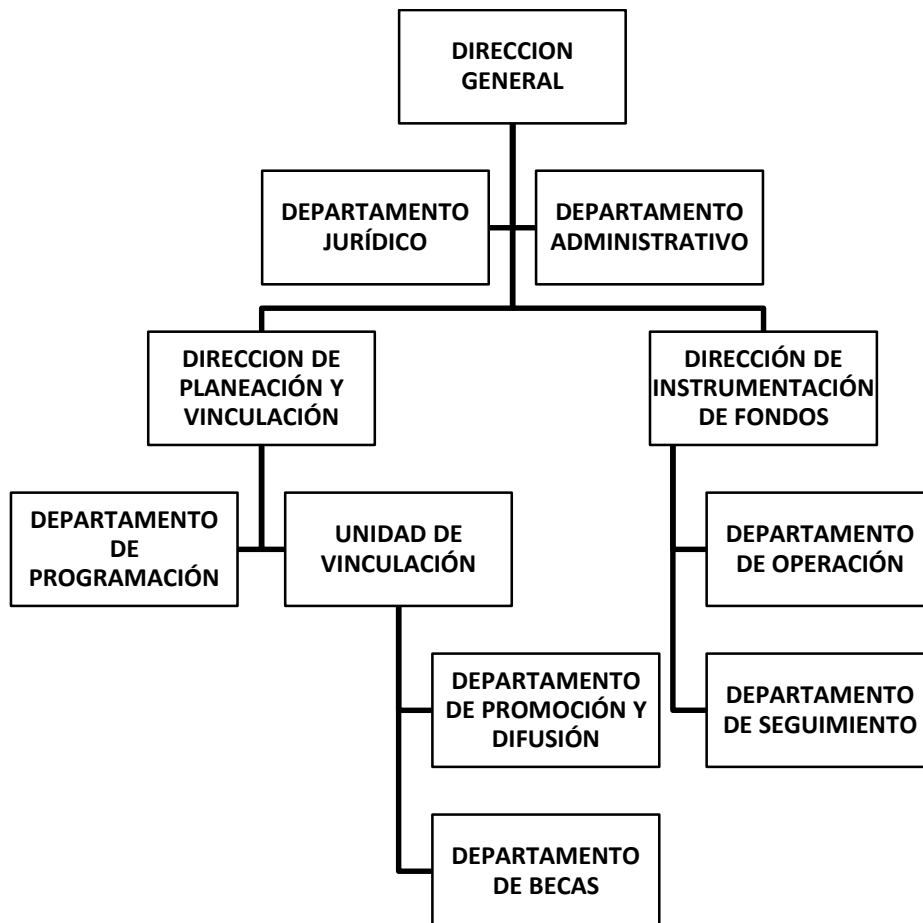 DIRECCION
GENERAL
DEPARTAMENTO
JURÍDICO
DEPARTAMENTO
ADMINISTRATIVO
DIRECCION DE
PLANEACIÓN Y
VINCULACIÓN
DIRECCIÓN DE
INSTRUMENTACIÓN
DE FONDOS
DEPARTAMENTO
DE
PROGRAMACIÓN
UNIDAD DE
VINCULACIÓN
DEPARTAMENTO
DE OPERACIÓN
DEPARTAMENTO
DE PROMOCIÓN Y
DIFUSIÓN
DEPARTAMENTO
DE SEGUIMIENTO
DEPARTAMENTO
DE BECAS